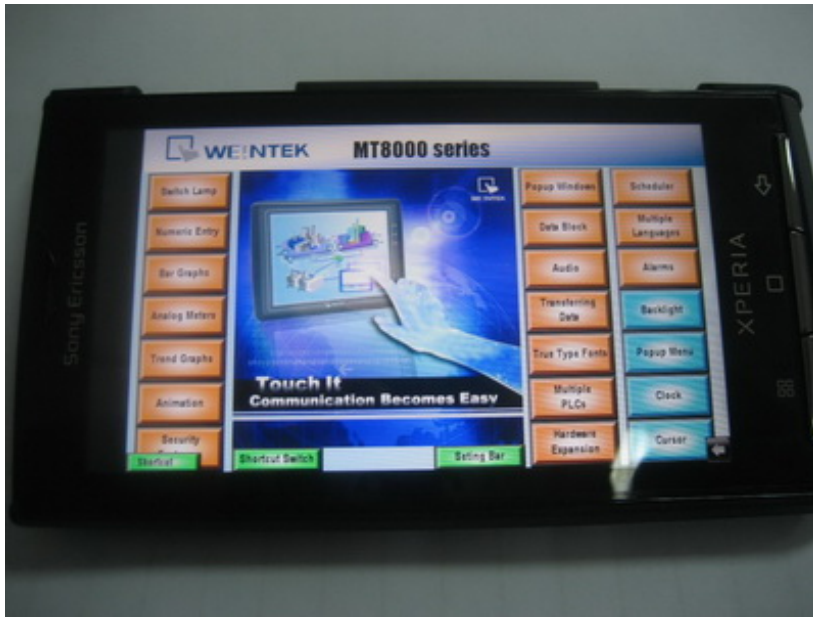 WEINTEK
MT8000 series
Switch Lamp
Numeric Entry
Bar Graphs
Analog Meters
Trend Graphs
Animation
Security
Shortcut
WEINTEK
Touch It
Communication Becomes Easy
Shortcut Switch
Seting Bar
Popup Windows
Data Block
Audio
Transferring
Data
True Type Fonts
Multiple
PLCs
Hardware
Expansion
Scheduler
Multiple
Languages
Alarms
Backlight
Popup Menu
Clock
Cursor
Sony Ericsson
XPERIA